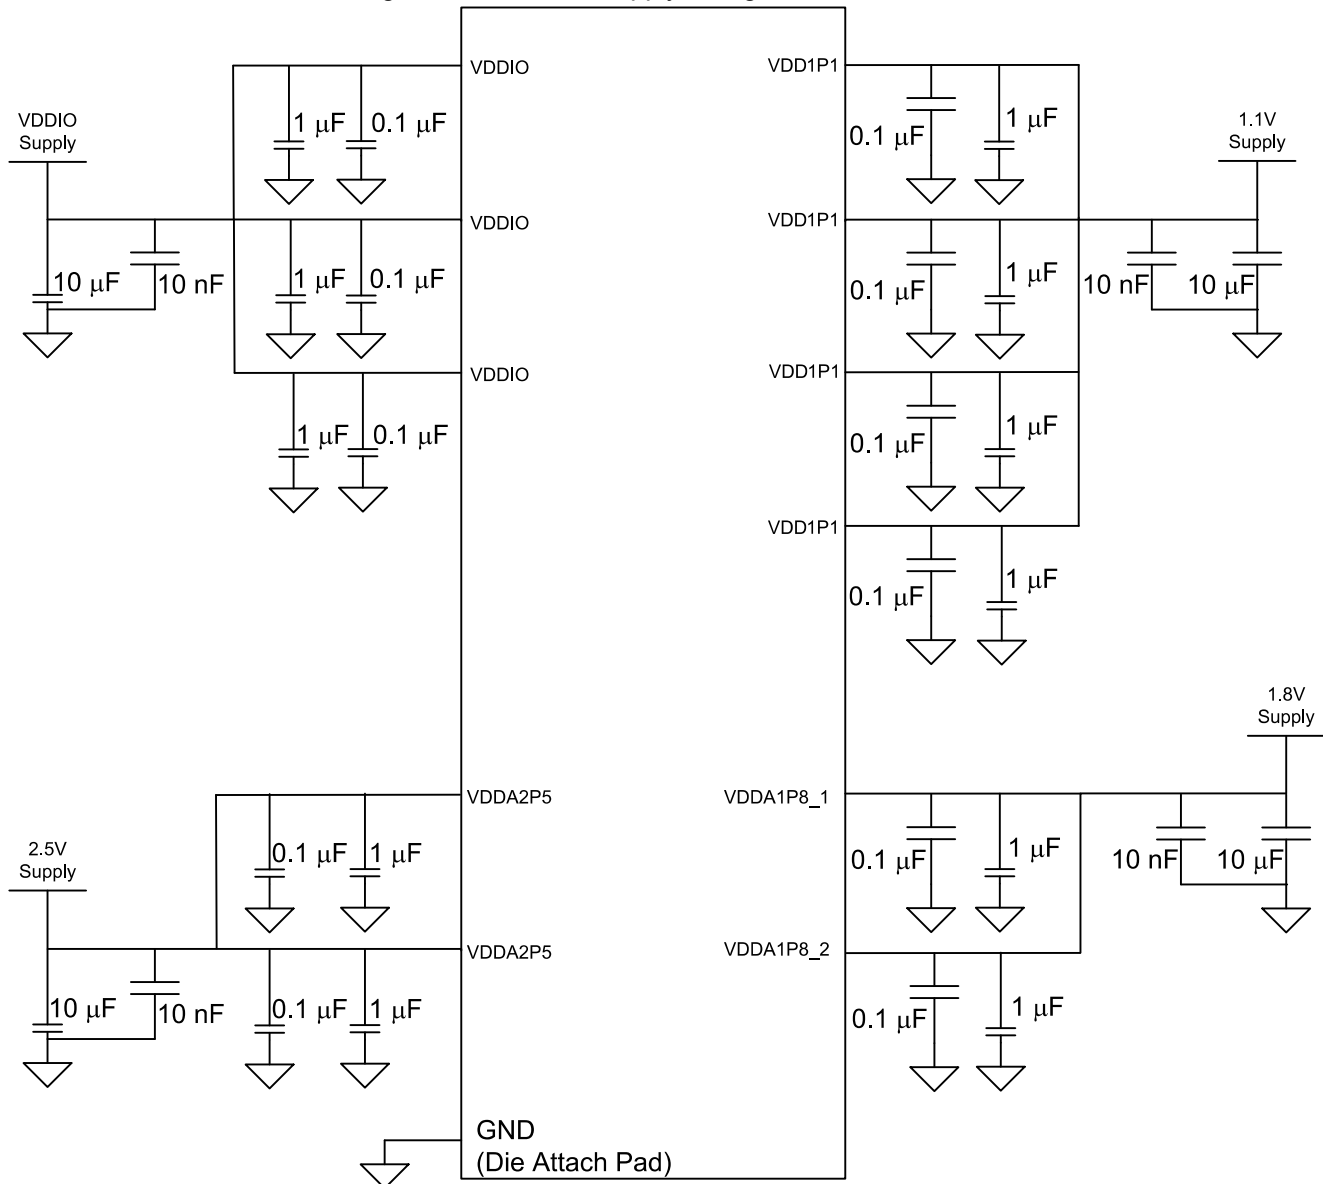 VDDIO
1 µF
0.1 µF
VDDIO
Supply
VDDIO
10 µF
10 nF
1 µF
0.1 µF
VDDIO
1 µF
0.1 µF
VDD1P1
0.1 µF
1 µF
1.1V
Supply
VDD1P1
0.1 µF
1 µF
10 nF
10 µF
VDD1P1
0.1 µF
1 µF
VDD1P1
0.1 µF
1 µF
VDDA2P5
0.1 µF
1 µF
2.5V
Supply
VDDA2P5
10 µF
10 nF
0.1 µF
1 µF
1.8V
Supply
VDDA1P8_1
0.1 µF
1 µF
10 nF
10 µF
VDDA1P8_2
0.1 µF
1 µF
GND
(Die Attach Pad)